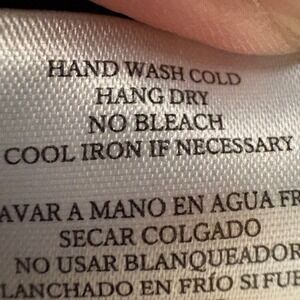 HAND WASH COLD
HANG DRY
NO BLEACH
COOL IRON IF NECESSARY
AVAR A MANO EN AGUA FR
SECAR COLGADO
NO USAR BLANQUEADOR
LANCHADO EN FRÍO SI FUE